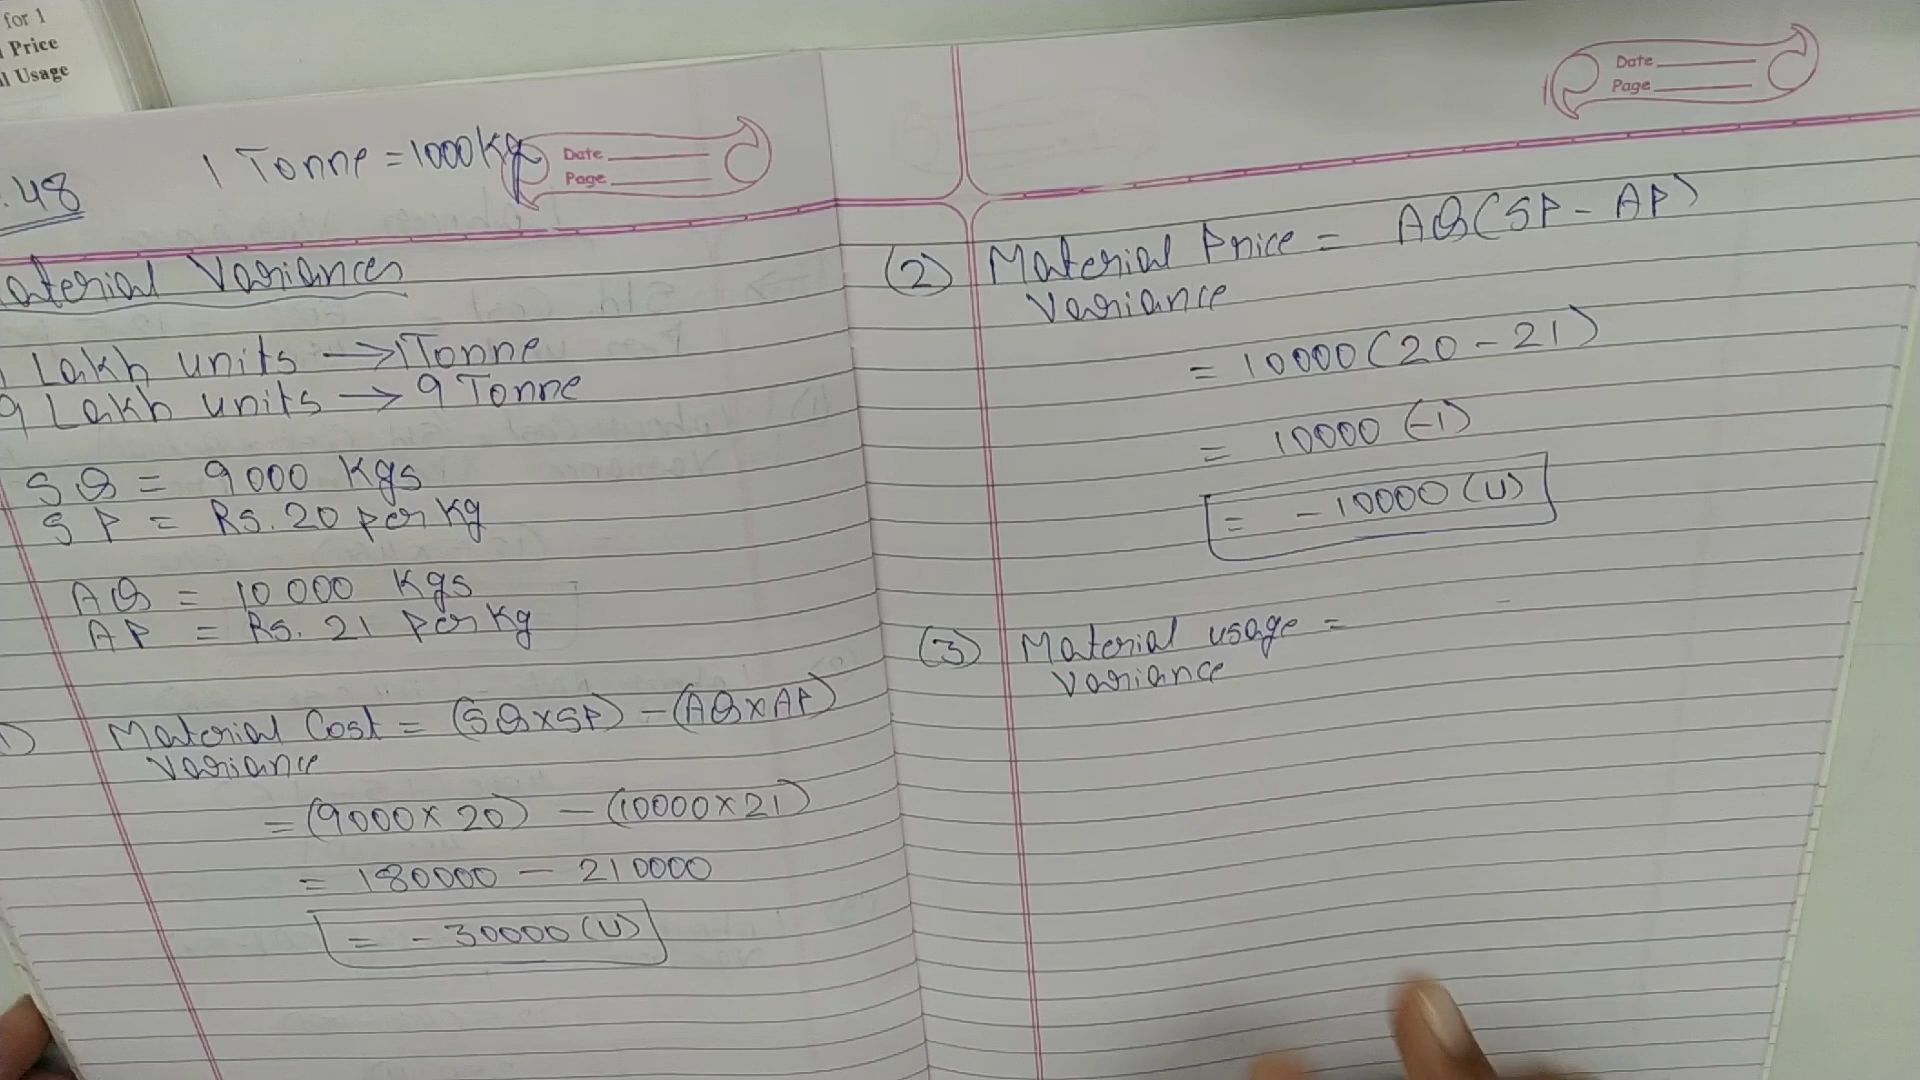 for 1
Price
Usage
48
1 Tonne = 1000 Kg
Date
Page
aterial Variances
Lakh units → 1 Tonne
9 Lakh units → 9 Tonne
SQ = 9000 Kgs
SP = Rs. 20 per Kg
AQ = 10000 Kgs
AP = Rs. 21 per Kg
Material Cost = (SQ×SP) - (AQ×AP)
Variance
= (9000 × 20) - (10000 × 21)
= 180000 - 210000
= - 30000 (U)
Date
Page
(2) Material Price = AQ (SP - AP)
Variance
= 10000 (20 - 21)
= 10000 (-1)
= - 10000 (U)
(3) Material usage =
Variance